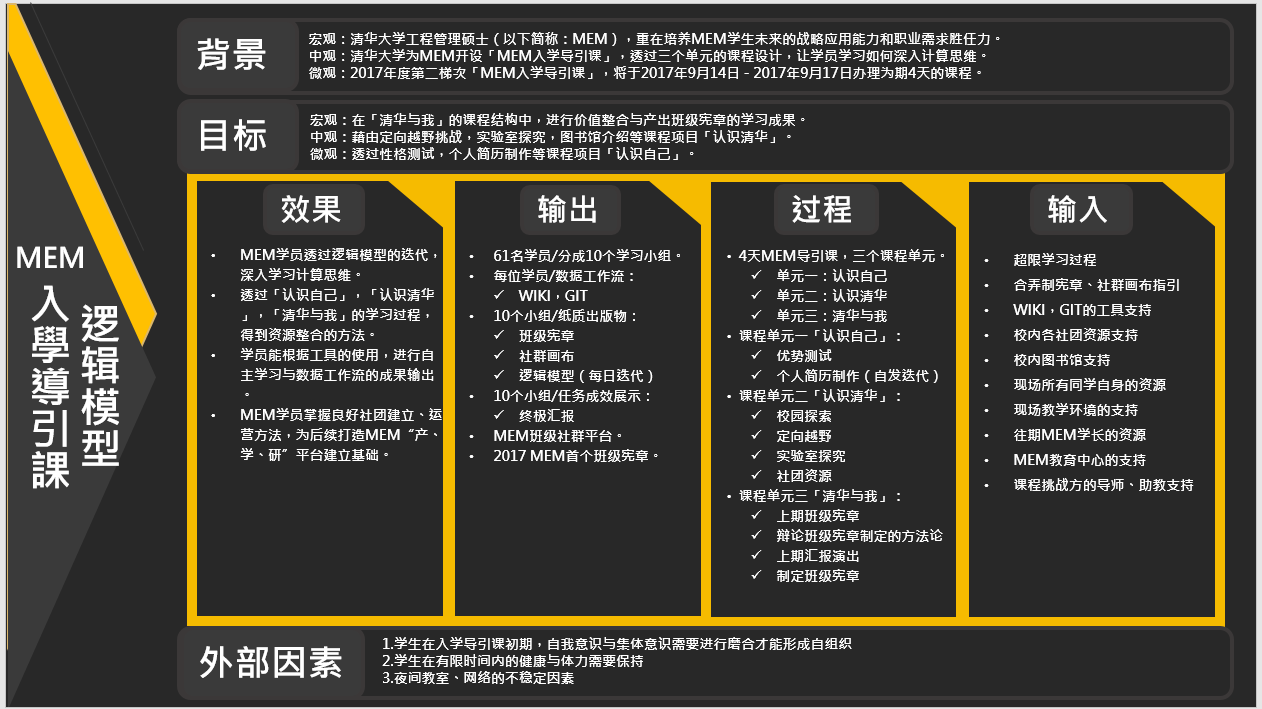 MEM
入學導引課
逻辑模型
背景
宏观：清华大学工程管理硕士（以下简称：MEM），重在培养MEM学生未来的战略应用能力和职业需求胜任力。
中观：清华大学为MEM开设「MEM入学导引课」，透过三个单元的课程设计，让学员学习如何深入计算思维。
微观：2017年度第二梯次「MEM入学导引课」，将于2017年9月14日－2017年9月17日办理为期4天的课程。
目标
宏观：在「清华与我」的课程结构中，进行价值整合与产出班级宪章的学习成果。
中观：藉由定向越野挑战，实验室探究，图书馆介绍等课程项目「认识清华」。
微观：透过性格测试，个人简历制作等课程项目「认识自己」。
效果
• MEM学员透过逻辑模型的迭代，
深入学习计算思维。
• 透过「认识自己」，「认识清华
」，「清华与我」的学习过程，
得到资源整合的方法。
• 学员能根据工具的使用，进行自
主学习与数据工作流的成果输出
。
• MEM学员掌握良好社团建立、运
营方法，为后续打造MEM“产、
学、研”平台建立基础。
输出
• 61名学员/分成10个学习小组。
• 每位学员/数据工作流：
✓ WIKI，GIT
• 10个小组/纸质出版物：
✓ 班级宪章
✓ 社群画布
✓ 逻辑模型（每日迭代）
• 10个小组/任务成效展示：
✓ 终极汇报
• MEM班级社群平台。
• 2017 MEM首个班级宪章。
过程
• 4天MEM导引课，三个课程单元。
✓ 单元一：认识自己
✓ 单元二：认识清华
✓ 单元三：清华与我
• 课程单元一「认识自己」：
✓ 优势测试
✓ 个人简历制作（自发迭代）
• 课程单元二「认识清华」：
✓ 校园探索
✓ 定向越野
✓ 实验室探究
✓ 社团资源
• 课程单元三「清华与我」：
✓ 上期班级宪章
✓ 辩论班级宪章制定的方法论
✓ 上期汇报演出
✓ 制定班级宪章
输入
• 超限学习过程
• 合弄制宪章、社群画布指引
• WIKI，GIT的工具支持
• 校内各社团资源支持
• 校内图书馆支持
• 现场所有同学自身的资源
• 现场教学环境的支持
• 往期MEM学长的资源
• MEM教育中心的支持
• 课程挑战方的导师、助教支持
外部因素
1.学生在入学导引课初期，自我意识与集体意识需要进行磨合才能形成自组织
2.学生在有限时间内的健康与体力需要保持
3.夜间教室、网络的不稳定因素